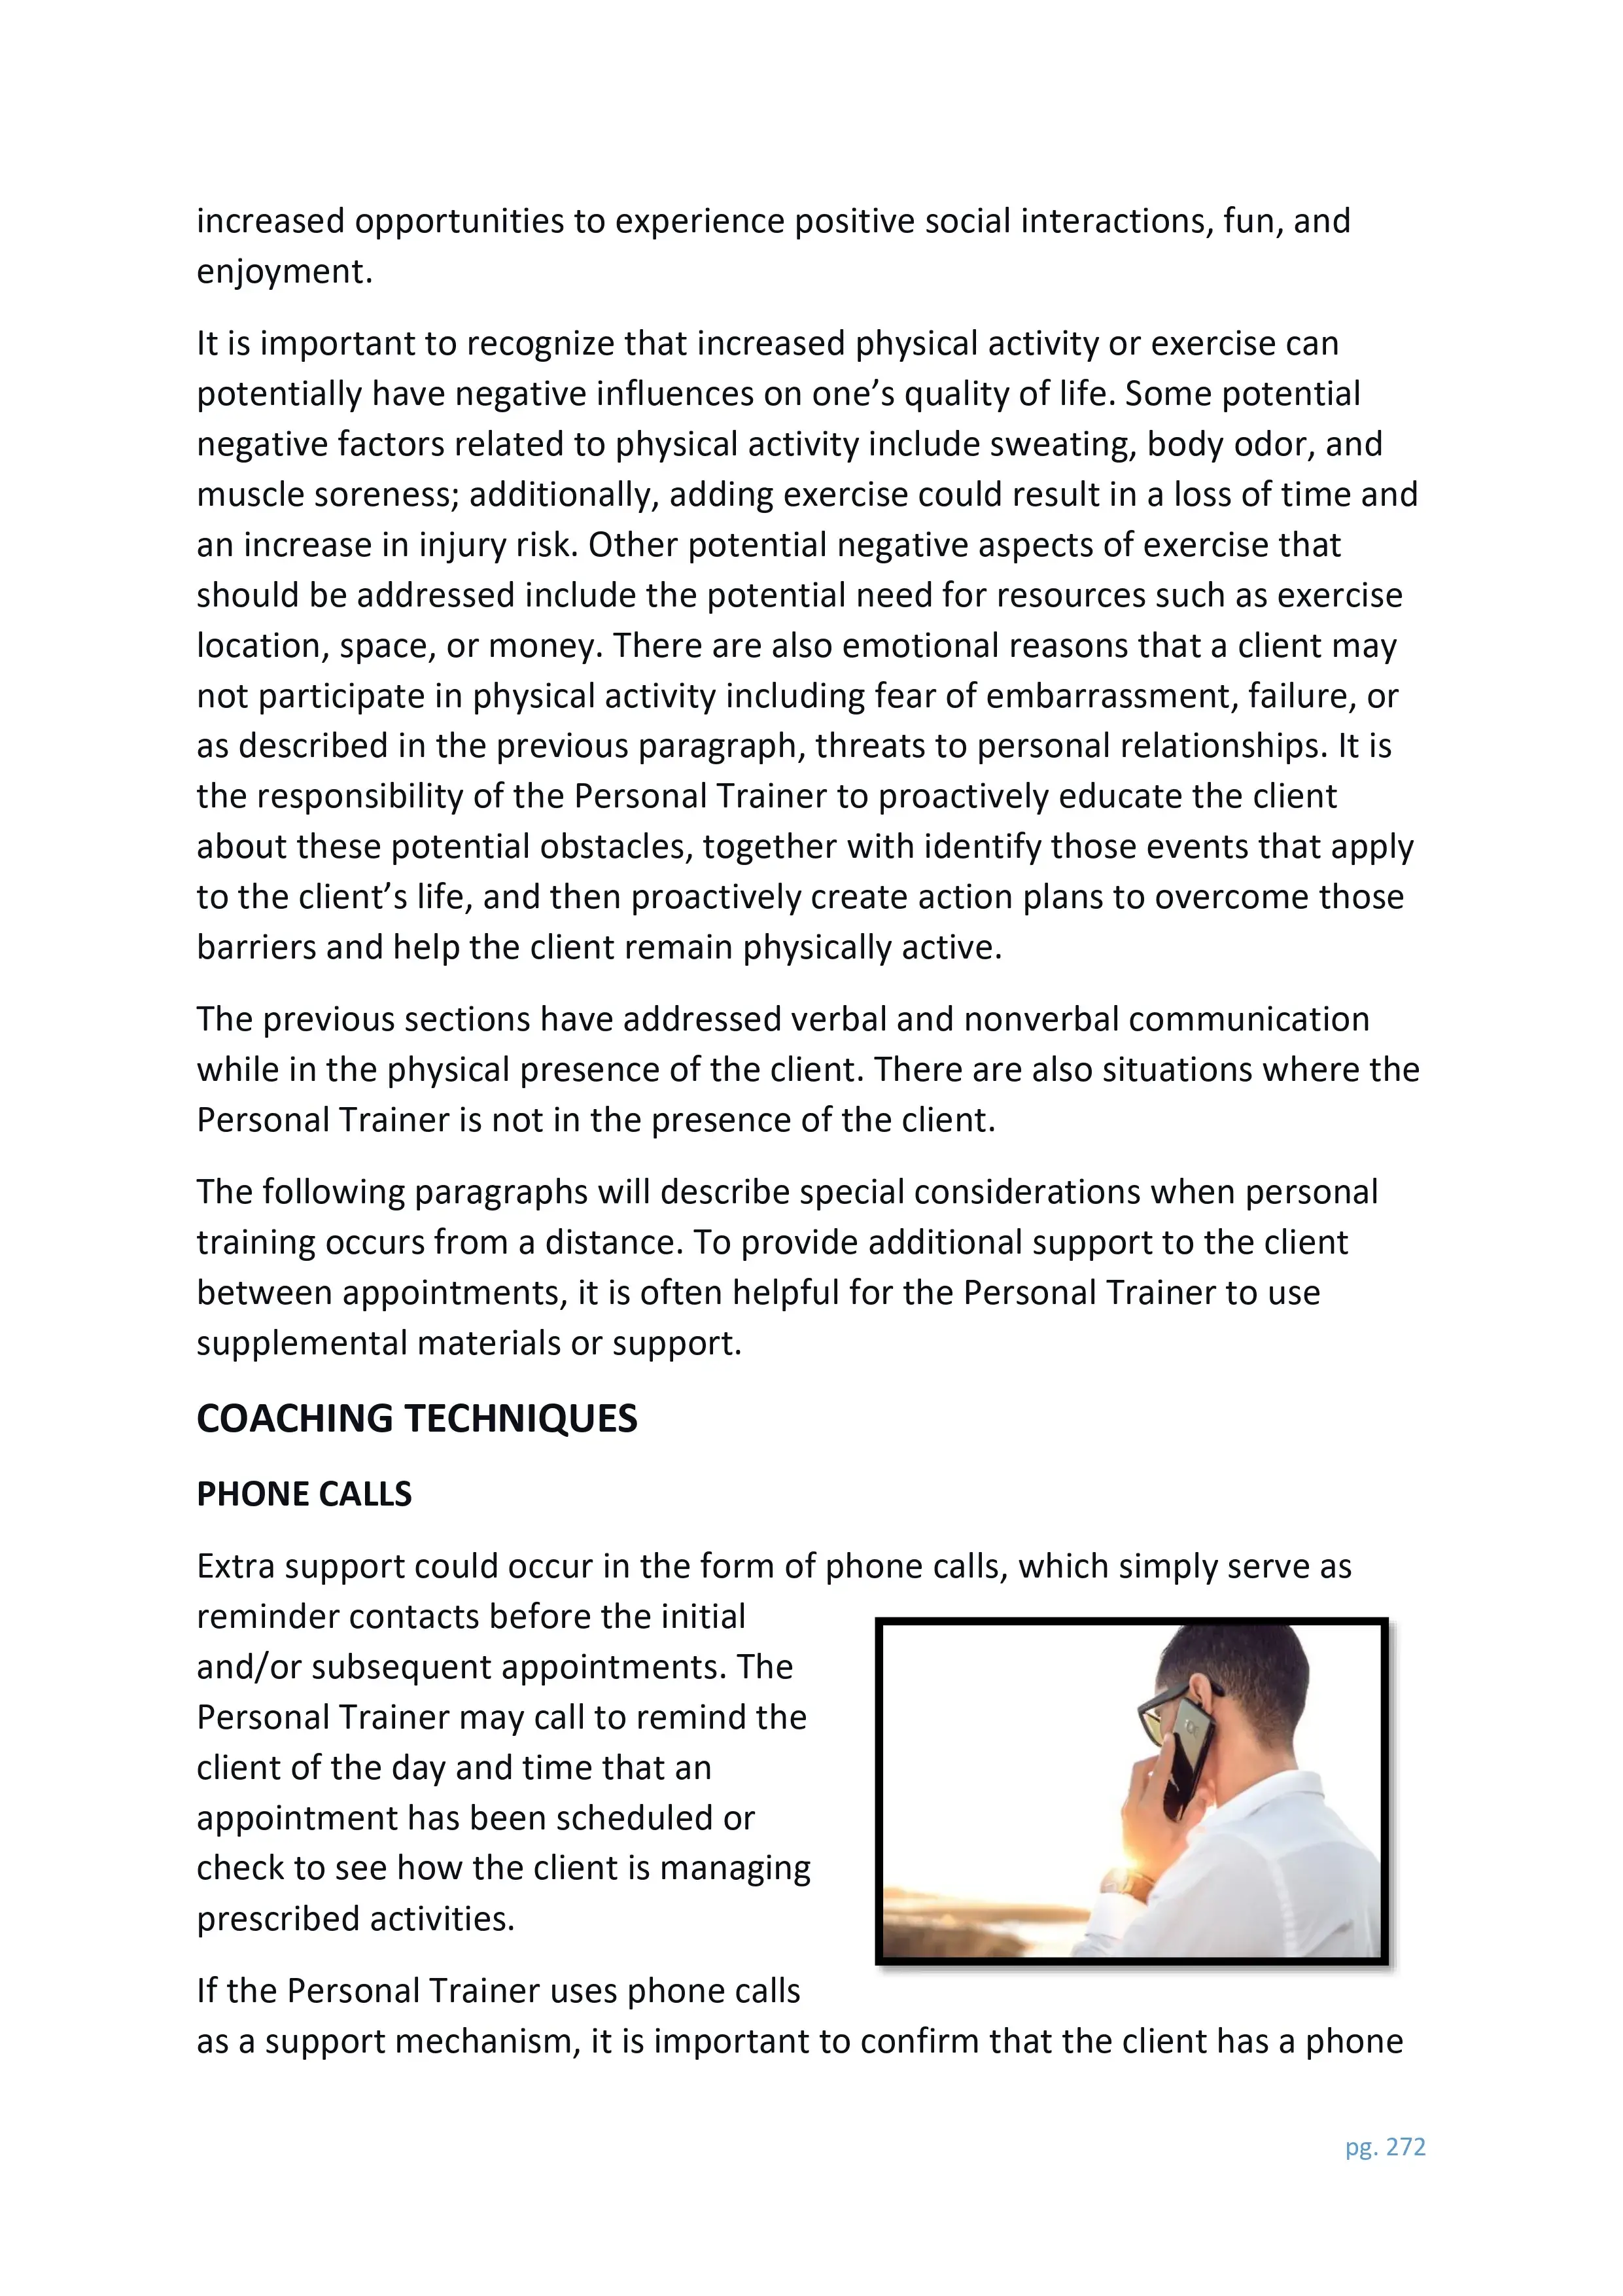 increased opportunities to experience positive social interactions, fun, and
enjoyment.
It is important to recognize that increased physical activity or exercise can
potentially have negative influences on one’s quality of life. Some potential
negative factors related to physical activity include sweating, body odor, and
muscle soreness; additionally, adding exercise could result in a loss of time and
an increase in injury risk. Other potential negative aspects of exercise that
should be addressed include the potential need for resources such as exercise
location, space, or money. There are also emotional reasons that a client may
not participate in physical activity including fear of embarrassment, failure, or
as described in the previous paragraph, threats to personal relationships. It is
the responsibility of the Personal Trainer to proactively educate the client
about these potential obstacles, together with identify those events that apply
to the client’s life, and then proactively create action plans to overcome those
barriers and help the client remain physically active.
The previous sections have addressed verbal and nonverbal communication
while in the physical presence of the client. There are also situations where the
Personal Trainer is not in the presence of the client.
The following paragraphs will describe special considerations when personal
training occurs from a distance. To provide additional support to the client
between appointments, it is often helpful for the Personal Trainer to use
supplemental materials or support.
COACHING TECHNIQUES
PHONE CALLS
Extra support could occur in the form of phone calls, which simply serve as
reminder contacts before the initial
and/or subsequent appointments. The
Personal Trainer may call to remind the
client of the day and time that an
appointment has been scheduled or
check to see how the client is managing
prescribed activities.
If the Personal Trainer uses phone calls
as a support mechanism, it is important to confirm that the client has a phone
pg. 272